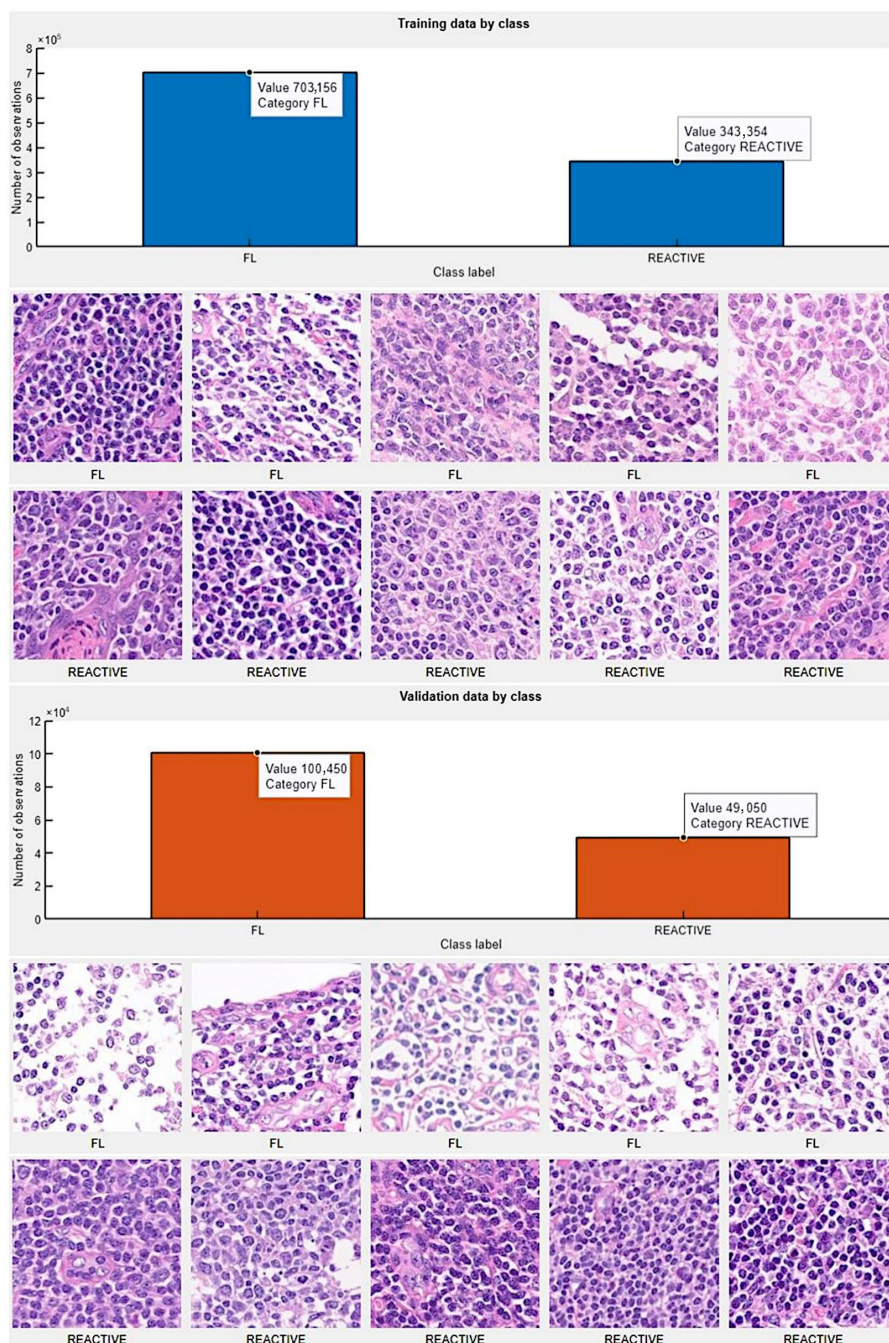 Training data by class
×10⁵
8
7
6
5
4
3
2
1
0
Number of observations
Value 703,156
Category FL
Value 343,354
Category REACTIVE
FL
REACTIVE
Class label
FL FL FL FL FL
REACTIVE REACTIVE REACTIVE REACTIVE REACTIVE
Validation data by class
×10⁴
12
10
8
6
4
2
0
Number of observations
Value 100,450
Category FL
Value 49,050
Category REACTIVE
FL
REACTIVE
Class label
FL FL FL FL FL
REACTIVE REACTIVE REACTIVE REACTIVE REACTIVE